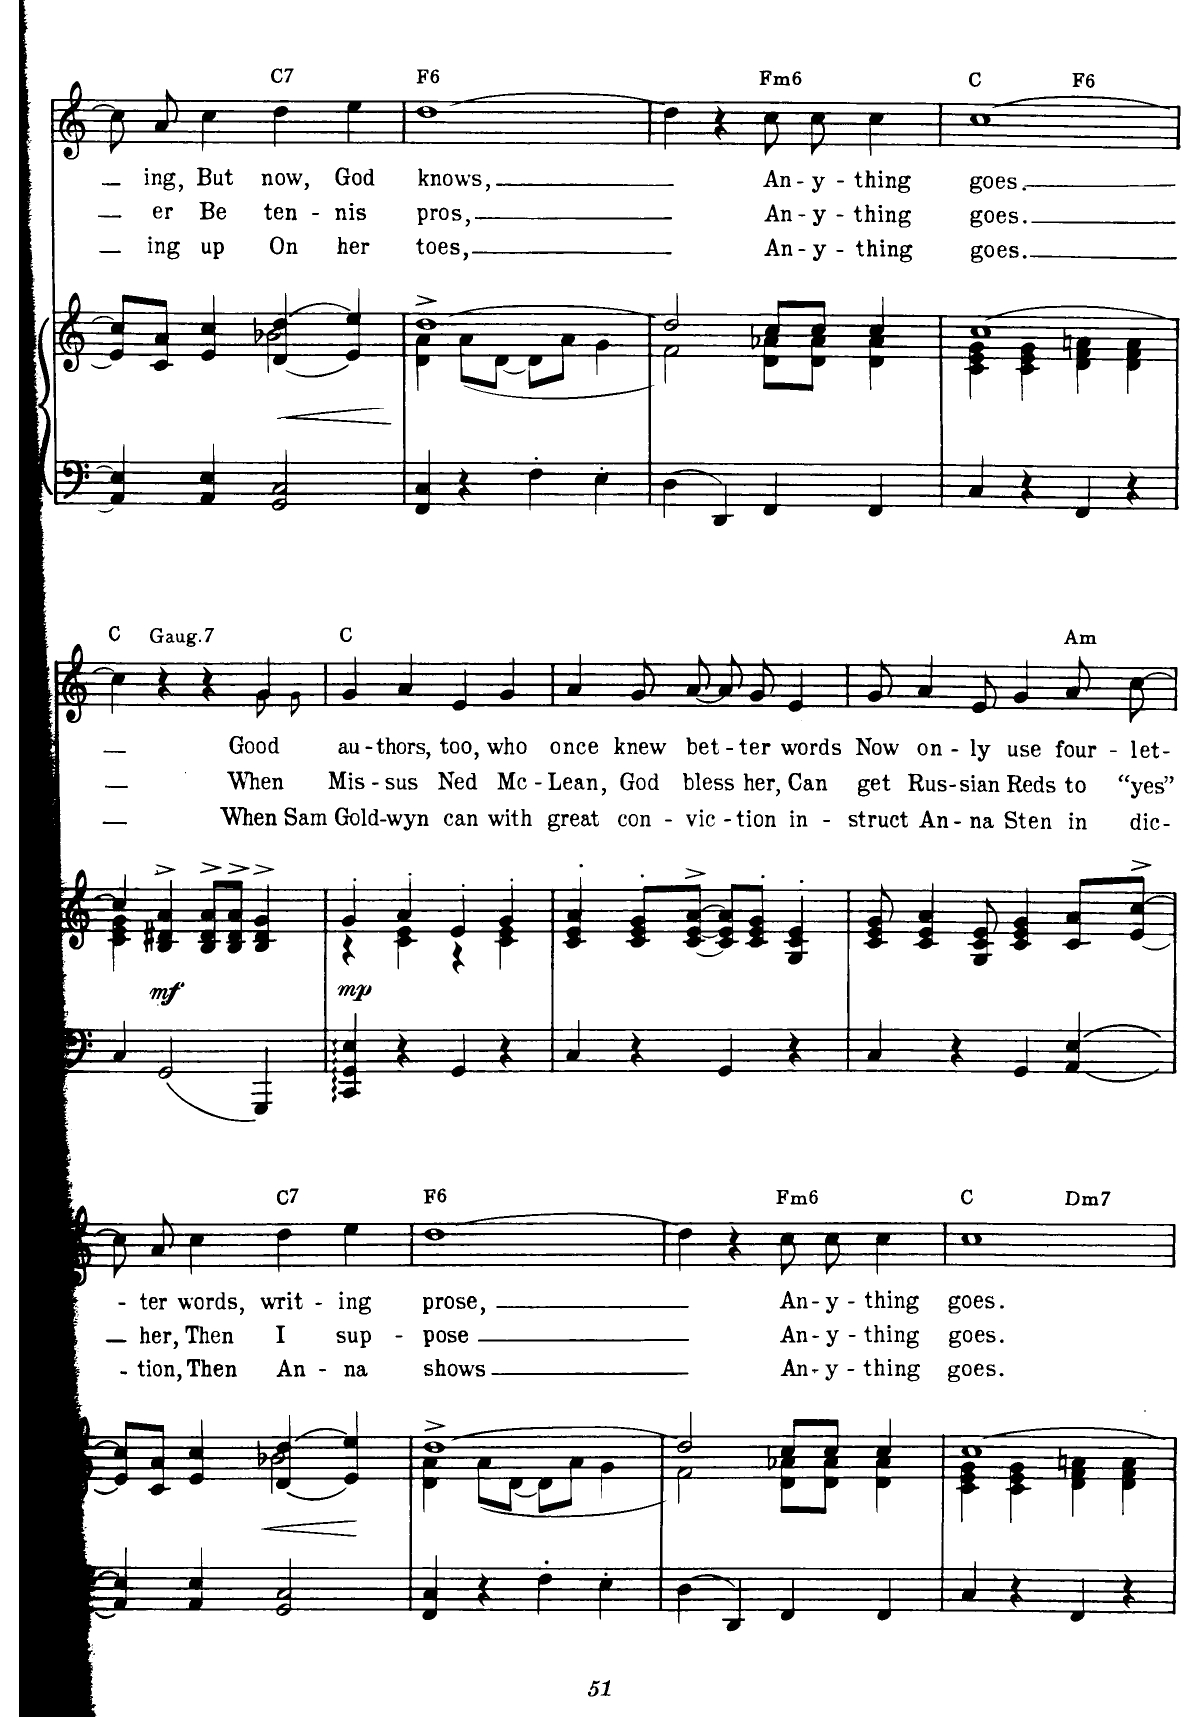 C7 F6 Fm6 C F6
ing, But now, God knows, An - y - thing goes.
er Be ten - nis pros, An - y - thing goes.
ing up On her toes, An - y - thing goes.
C Gaug.7 C Am
Good au - thors, too, who once knew bet - ter words Now on - ly use four - let-
When Mis - sus Ned Mc - Lean, God bless her, Can get Rus - sian Reds to “yes”
When Sam Gold - wyn can with great con - vic - tion in - struct An - na Sten in dic-
mf mp
C7 F6 Fm6 C Dm7
- ter words, writ - ing prose, An - y - thing goes.
her, Then I sup - pose An - y - thing goes.
- tion, Then An - na shows An - y - thing goes.
51